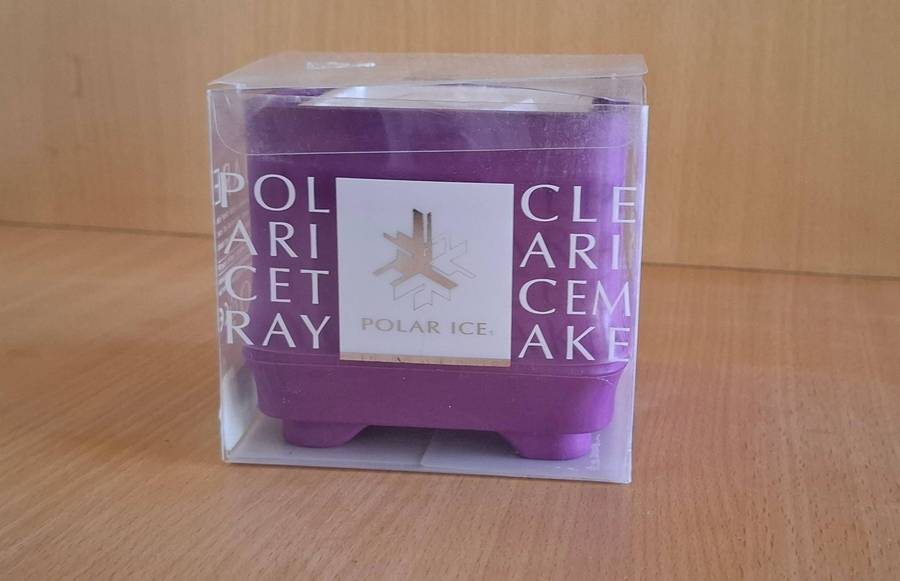 POL
ARI
CET
RAY
POLAR ICE
CLE
ARI
CEM
AKE